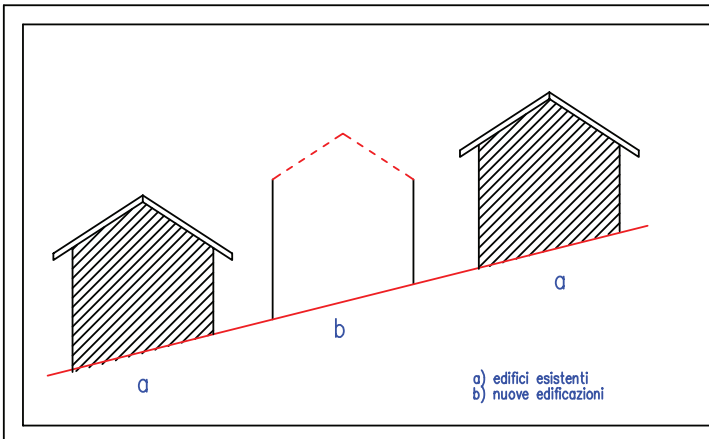 a
b
a
a) edifici esistenti
b) nuove edificazioni